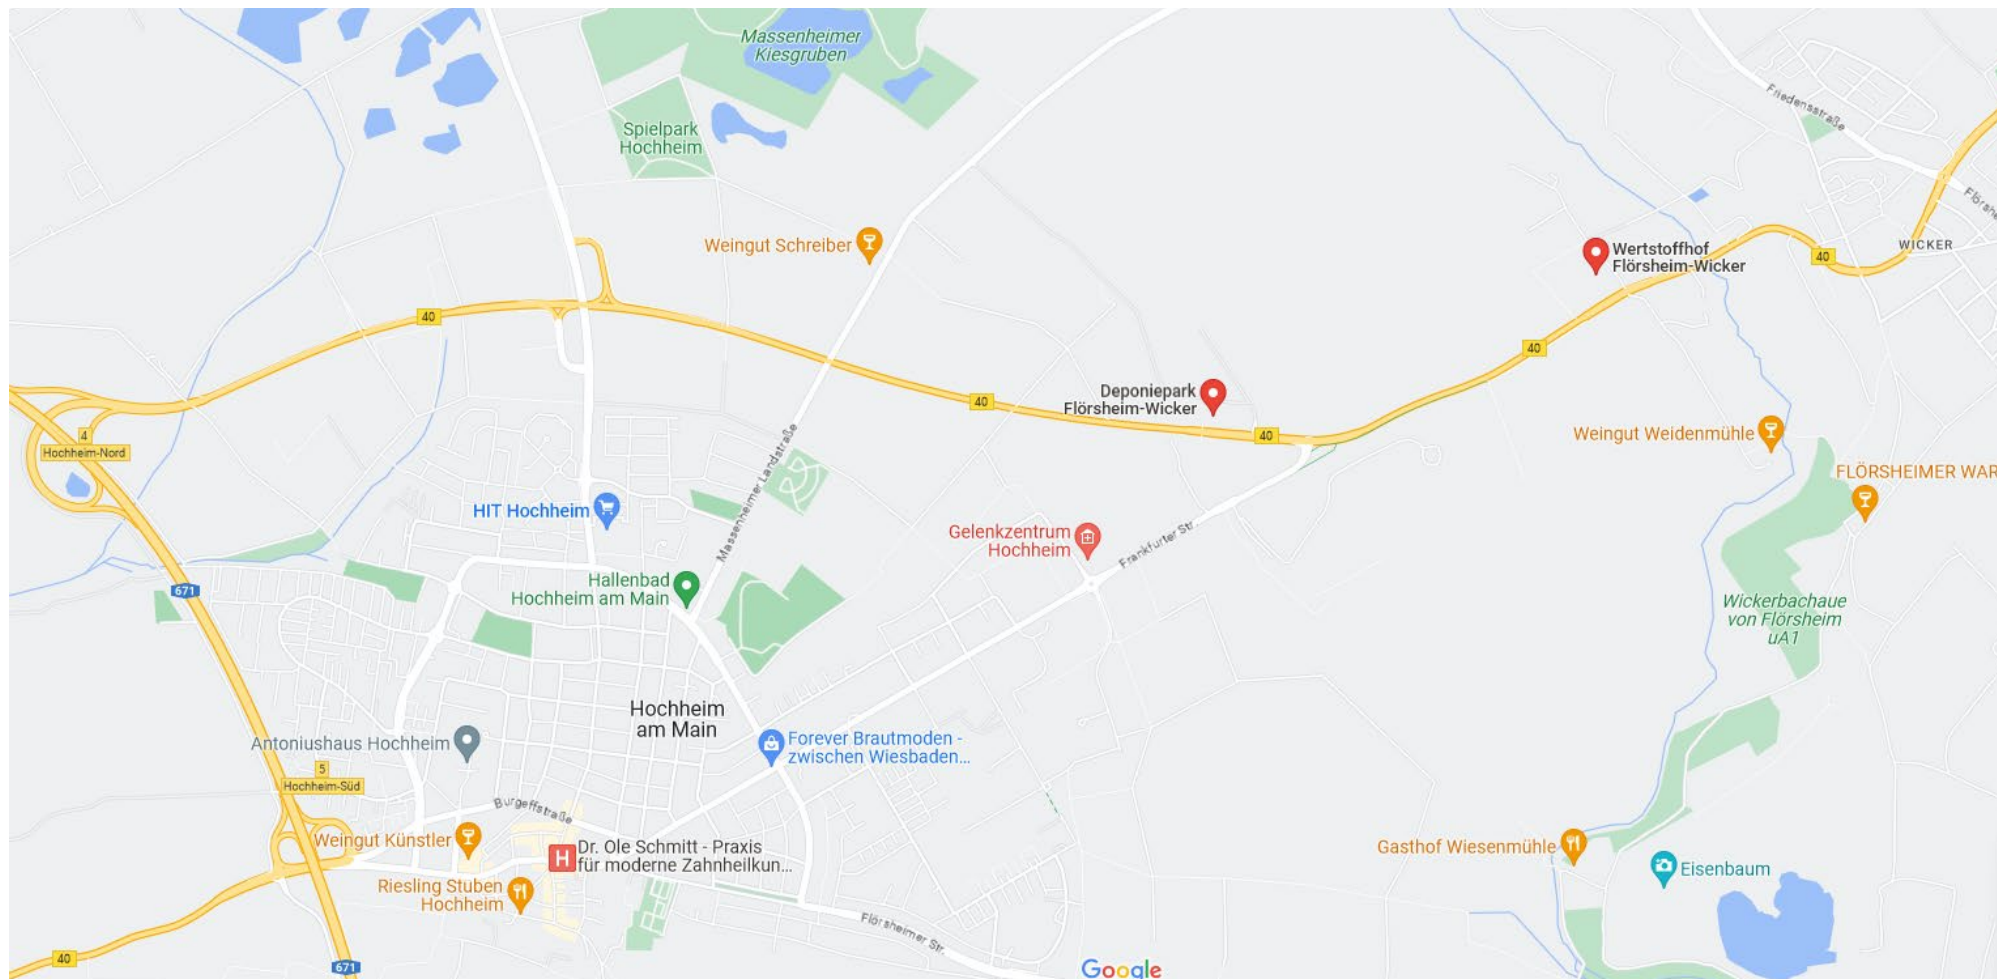 Massenheimer
Kiesgruben
Friedensstraße
Spielpark
Hochheim
Weingut Schreiber
WICKER
Wertstoffhof
Flörsheim-Wicker
40
40
40
40
Deponiepark
Flörsheim-Wicker
40
40
4
Hochheim-Nord
Massenheimer Landstraße
Weingut Weidenmühle
FLÖRSHEIMER WAR
HIT Hochheim
Gelenkzentrum
Hochheim
Frankfurter Str.
Hallenbad
Hochheim am Main
671
Wickerbachaue
von Flörsheim
uA1
Hochheim
am Main
Antoniushaus Hochheim
Forever Brautmoden -
zwischen Wiesbaden...
5
Hochheim-Süd
Burgeffstraße
Weingut Künstler
H
Dr. Ole Schmitt - Praxis
für moderne Zahnheilkun...
Gasthof Wiesenmühle
Eisenbaum
Riesling Stuben
Hochheim
Flörsheimer Str.
40
671
Google